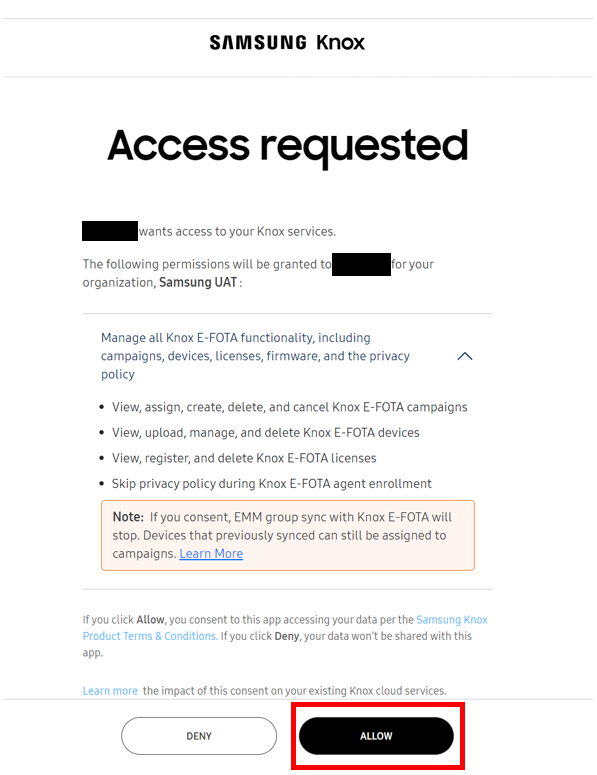 SAMSUNG Knox
Access requested
wants access to your Knox services.
The following permissions will be granted to for your
organization, Samsung UAT :
Manage all Knox E-FOTA functionality, including
campaigns, devices, licenses, firmware, and the privacy
policy
• View, assign, create, delete, and cancel Knox E-FOTA campaigns
• View, upload, manage, and delete Knox E-FOTA devices
• View, register, and delete Knox E-FOTA licenses
• Skip privacy policy during Knox E-FOTA agent enrollment
Note: If you consent, EMM group sync with Knox E-FOTA will
stop. Devices that previously synced can still be assigned to
campaigns. Learn More
If you click Allow, you consent to this app accessing your data per the Samsung Knox
Product Terms & Conditions. If you click Deny, your data won't be shared with this
app.
Learn more the impact of this consent on your existing Knox cloud services.
DENY
ALLOW